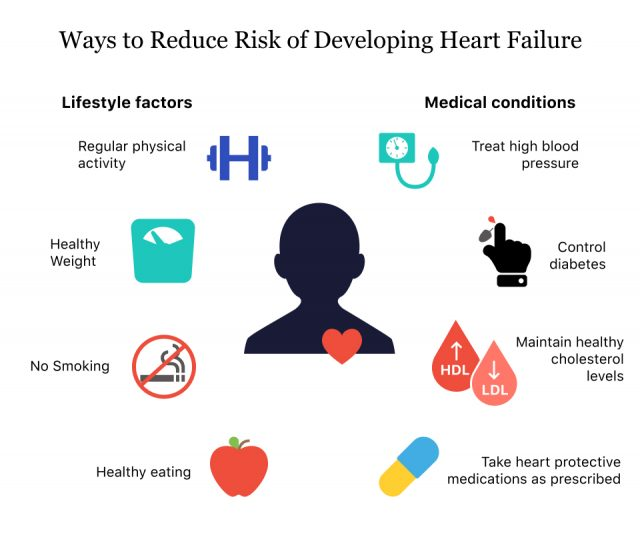 Ways to Reduce Risk of Developing Heart Failure
Lifestyle factors
Regular physical
activity
Healthy
Weight
No Smoking
Healthy eating
Medical conditions
Treat high blood
pressure
Control
diabetes
Maintain healthy
cholesterol
levels
↑
HDL
↓
LDL
Take heart protective
medications as prescribed